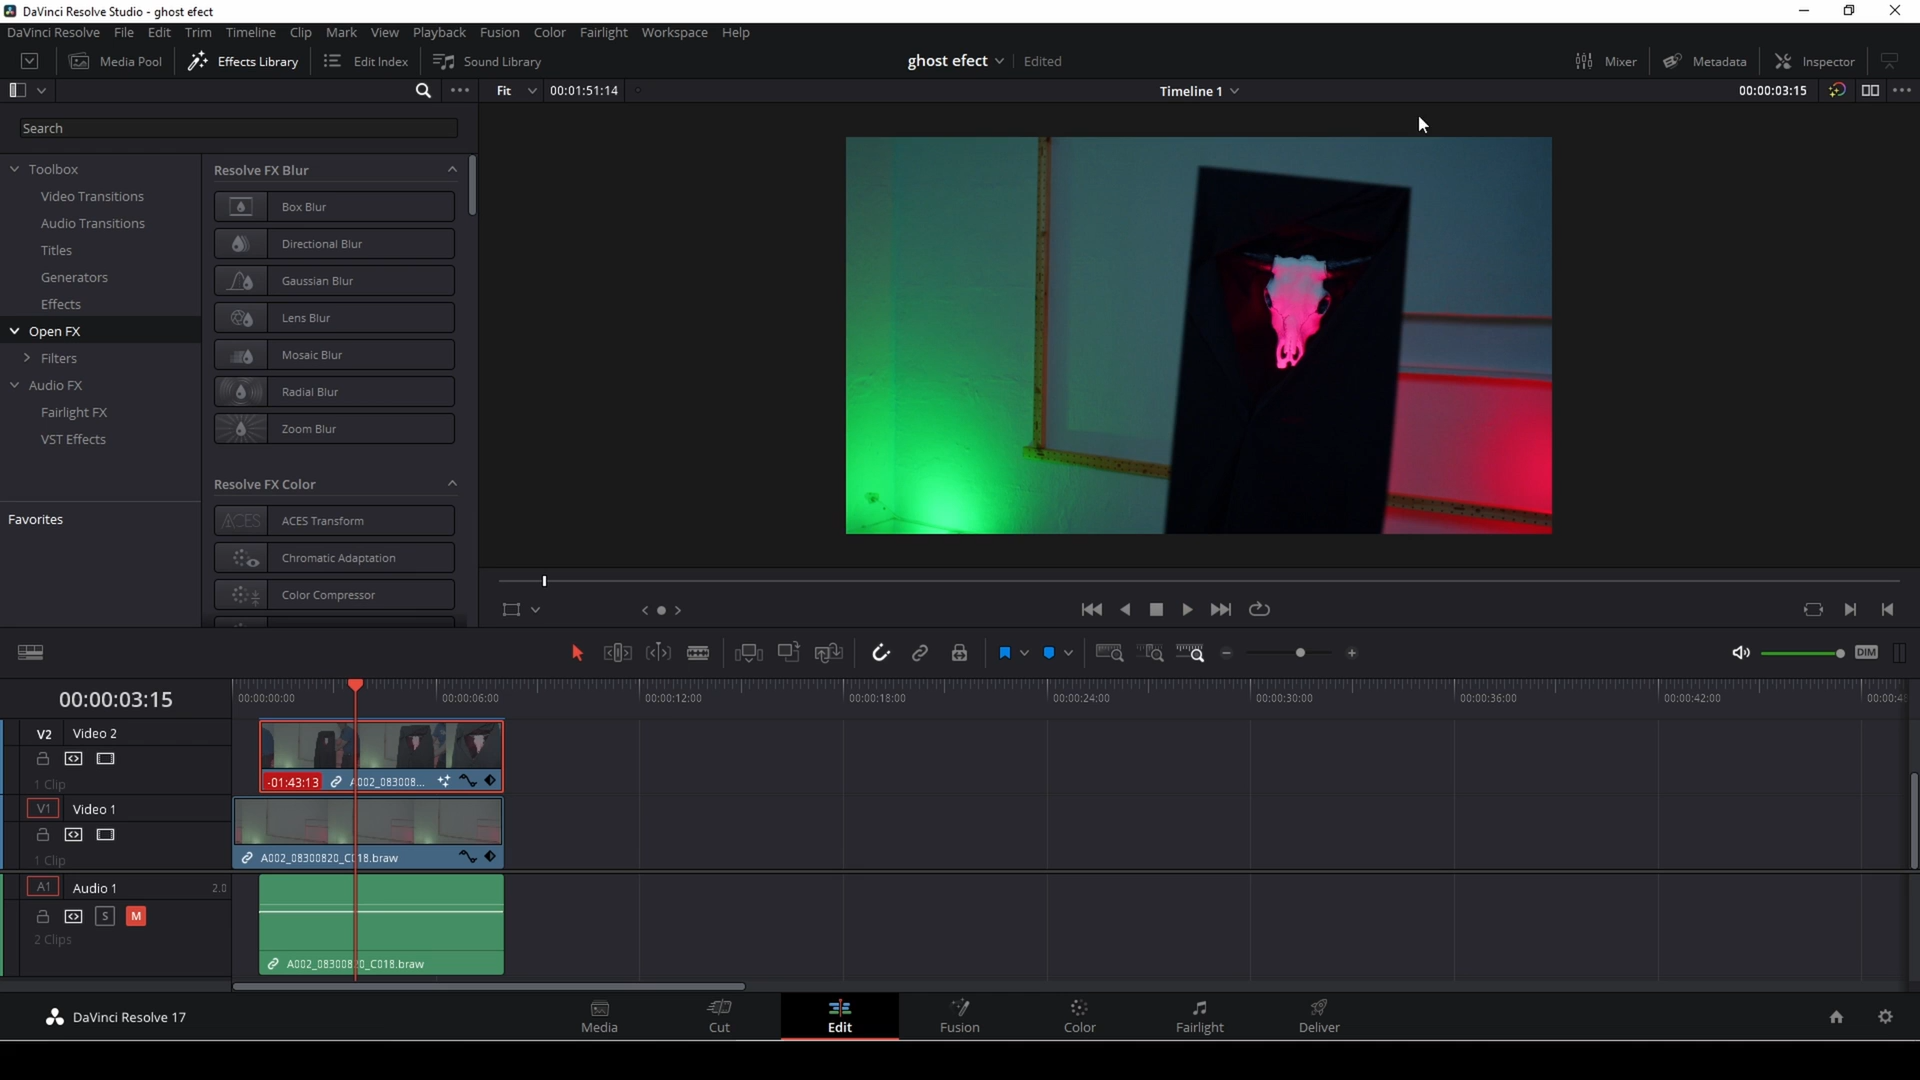 DaVinci Resolve Studio - ghost efect
DaVinci Resolve File Edit Trim Timeline Clip Mark View Playback Fusion Color Fairlight Workspace Help
Media Pool Effects Library Edit Index Sound Library ghost efect Edited Mixer Metadata Inspector
Fit 00:01:51:14 Timeline 1 00:00:03:15
Search
Toolbox
Video Transitions
Audio Transitions
Titles
Generators
Effects
Open FX
Filters
Audio FX
Fairlight FX
VST Effects
Favorites
Resolve FX Blur
Box Blur
Directional Blur
Gaussian Blur
Lens Blur
Mosaic Blur
Radial Blur
Zoom Blur
Resolve FX Color
ACES ACES Transform
Chromatic Adaptation
Color Compressor
DIM
00:00:03:15
00:00:00:00 00:00:06:00 00:00:12:00 00:00:18:00 00:00:24:00 00:00:30:00 00:00:36:00 00:00:42:00
V2 Video 2
1 Clip
-01:43:13 A002_083008...
V1 Video 1
1 Clip
A002_08300820_C018.braw
A1 Audio 1 2.0
S M
2 Clips
A002_08300820_C018.braw
DaVinci Resolve 17
Media Cut Edit Fusion Color Fairlight Deliver